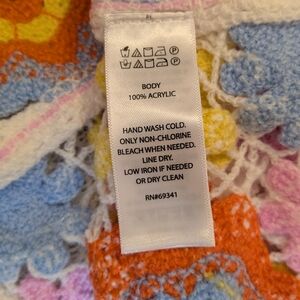 BODY
100% ACRYLIC
HAND WASH COLD.
ONLY NON-CHLORINE
BLEACH WHEN NEEDED.
LINE DRY.
LOW IRON IF NEEDED
OR DRY CLEAN
RN#69341